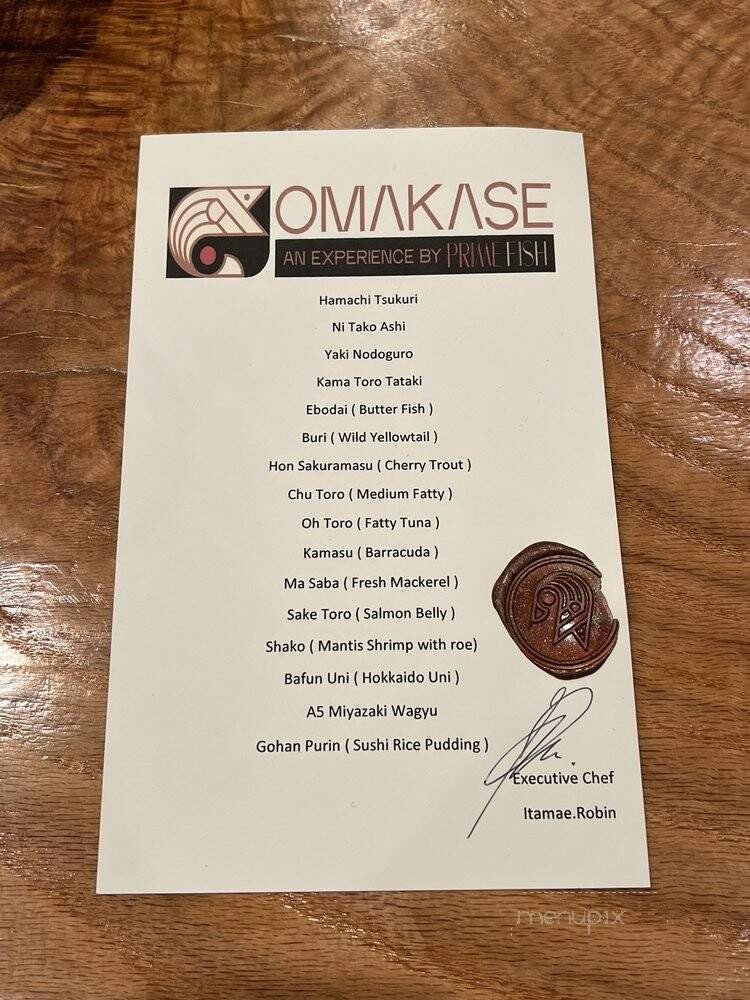 OMAKASE
AN EXPERIENCE BY PRIME FISH
Hamachi Tsukuri
Ni Tako Ashi
Yaki Nodoguro
Kama Toro Tataki
Ebodai ( Butter Fish )
Buri ( Wild Yellowtail )
Hon Sakuramasu ( Cherry Trout )
Chu Toro ( Medium Fatty )
Oh Toro ( Fatty Tuna )
Kamasu ( Barracuda )
Ma Saba ( Fresh Mackerel )
Sake Toro ( Salmon Belly )
Shako ( Mantis Shrimp with roe)
Bafun Uni ( Hokkaido Uni )
A5 Miyazaki Wagyu
Gohan Purin ( Sushi Rice Pudding )
Executive Chef
Itamae.Robin
menupix